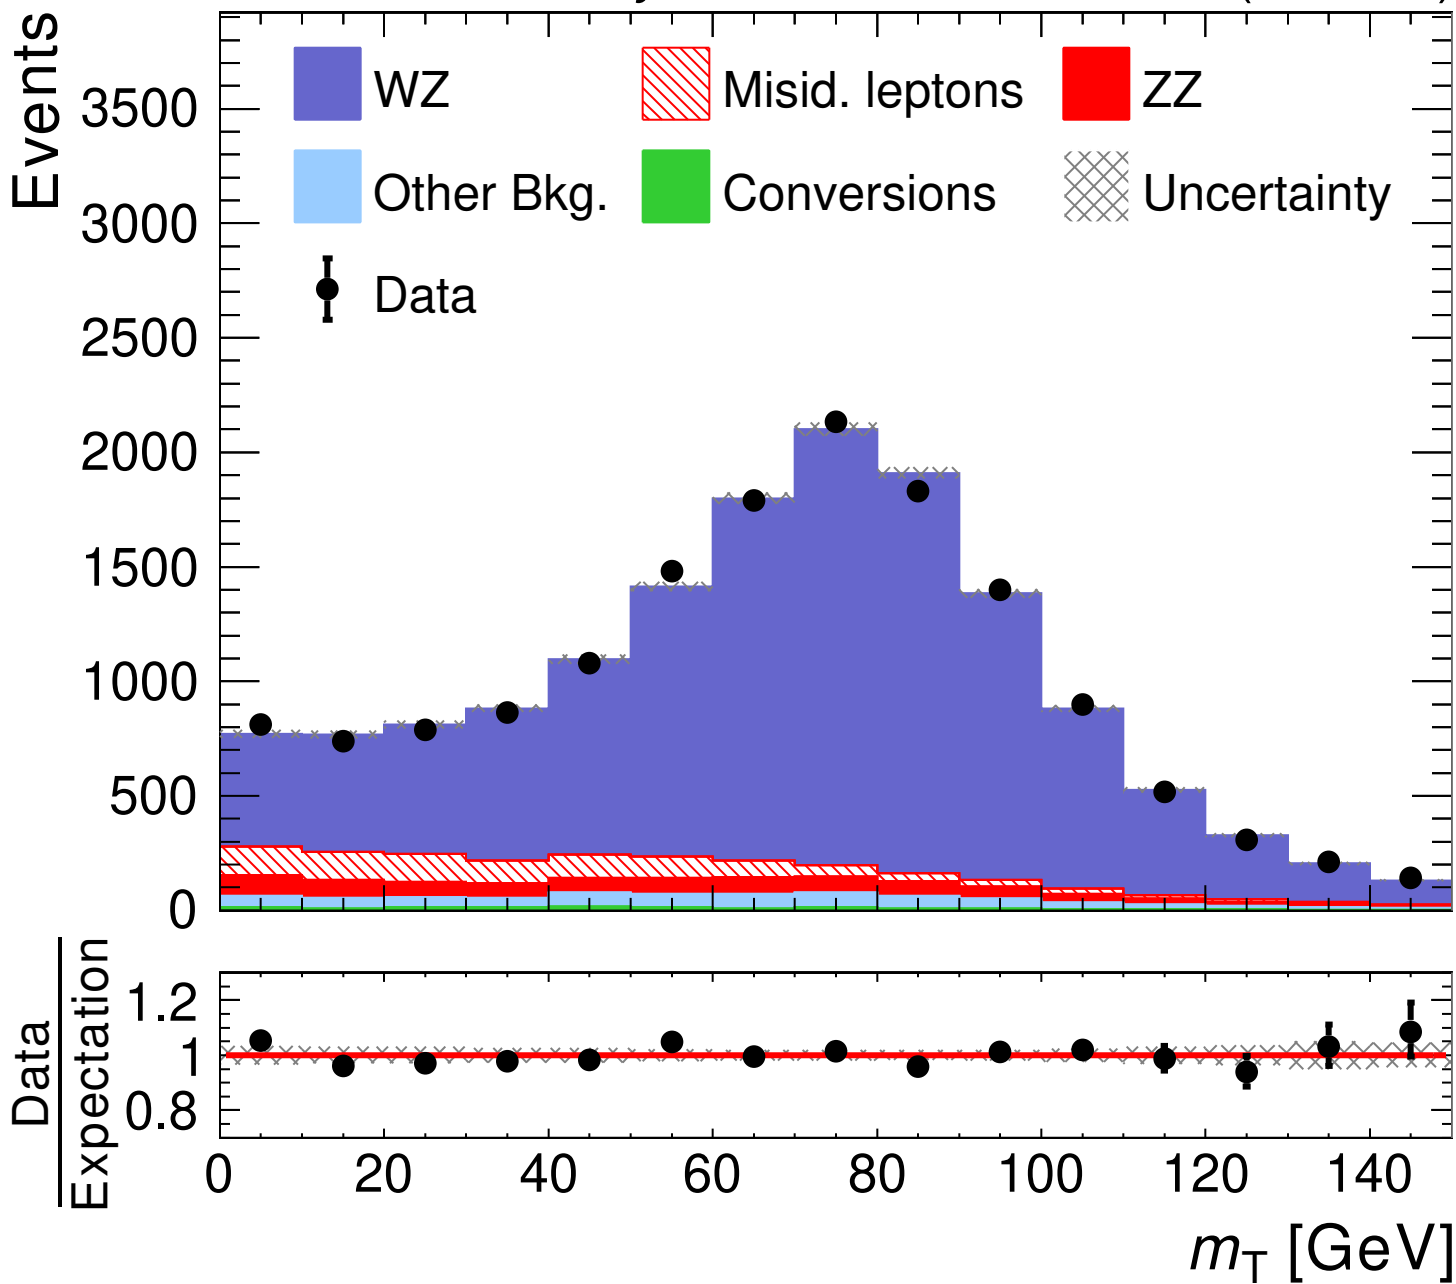 Events
3500
3000
2500
2000
1500
1000
500
0
WZ
Misid. leptons
ZZ
Other Bkg.
Conversions
Uncertainty
Data
Data
Expectation
1.2
1
0.8
0 20 40 60 80 100 120 140
m_T [GeV]